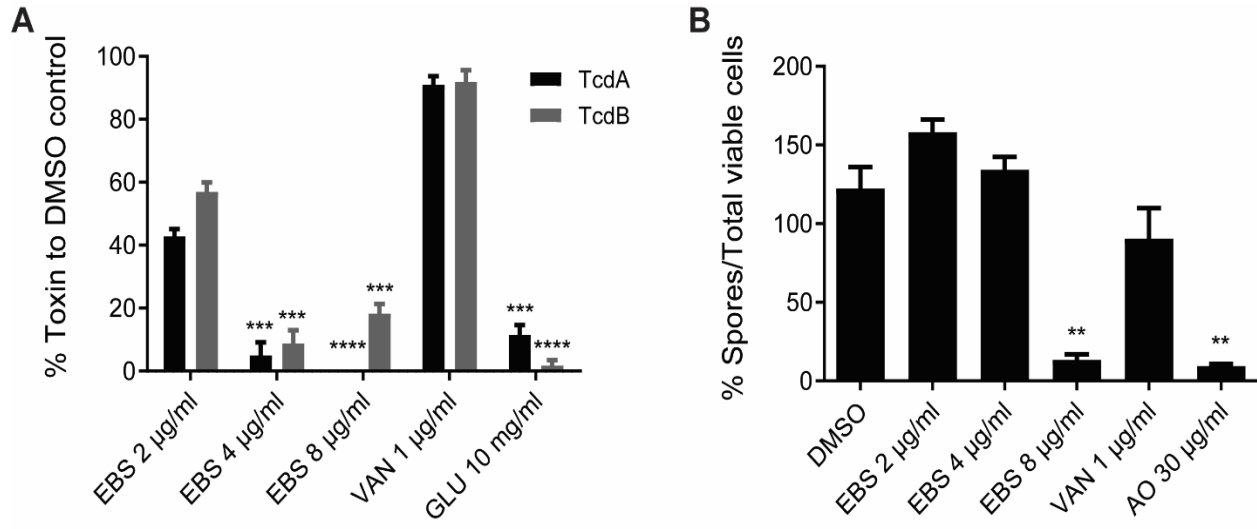 A
% Toxin to DMSO control
100
80
60
40
20
0
TcdA
TcdB
*** ***
**** ***
*** ****
EBS 2 µg/ml
EBS 4 µg/ml
EBS 8 µg/ml
VAN 1 µg/ml
GLU 10 mg/ml
B
% Spores/Total viable cells
200
150
100
50
0
**
**
DMSO
EBS 2 µg/ml
EBS 4 µg/ml
EBS 8 µg/ml
VAN 1 µg/ml
AO 30 µg/ml